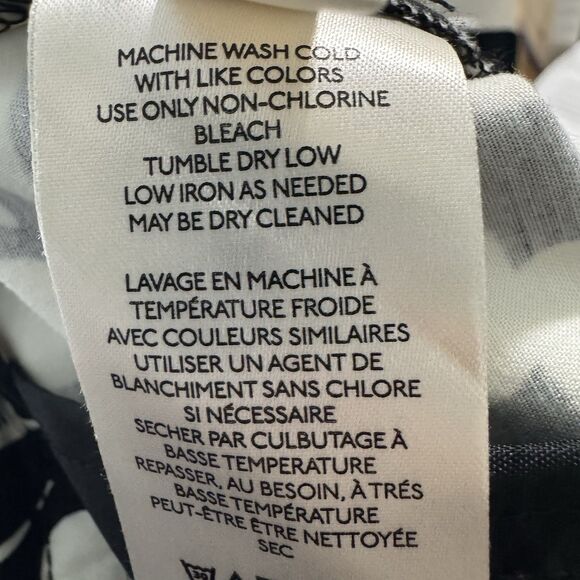 MACHINE WASH COLD
WITH LIKE COLORS
USE ONLY NON-CHLORINE
BLEACH
TUMBLE DRY LOW
LOW IRON AS NEEDED
MAY BE DRY CLEANED
LAVAGE EN MACHINE À
TEMPÉRATURE FROIDE
AVEC COULEURS SIMILAIRES
UTILISER UN AGENT DE
BLANCHIMENT SANS CHLORE
SI NÉCESSAIRE
SECHER PAR CULBUTAGE À
BASSE TEMPERATURE
REPASSER, AU BESOIN, À TRÉS
BASSE TEMPÉRATURE
PEUT-ÊTRE ÊTRE NETTOYÉE
SEC
30